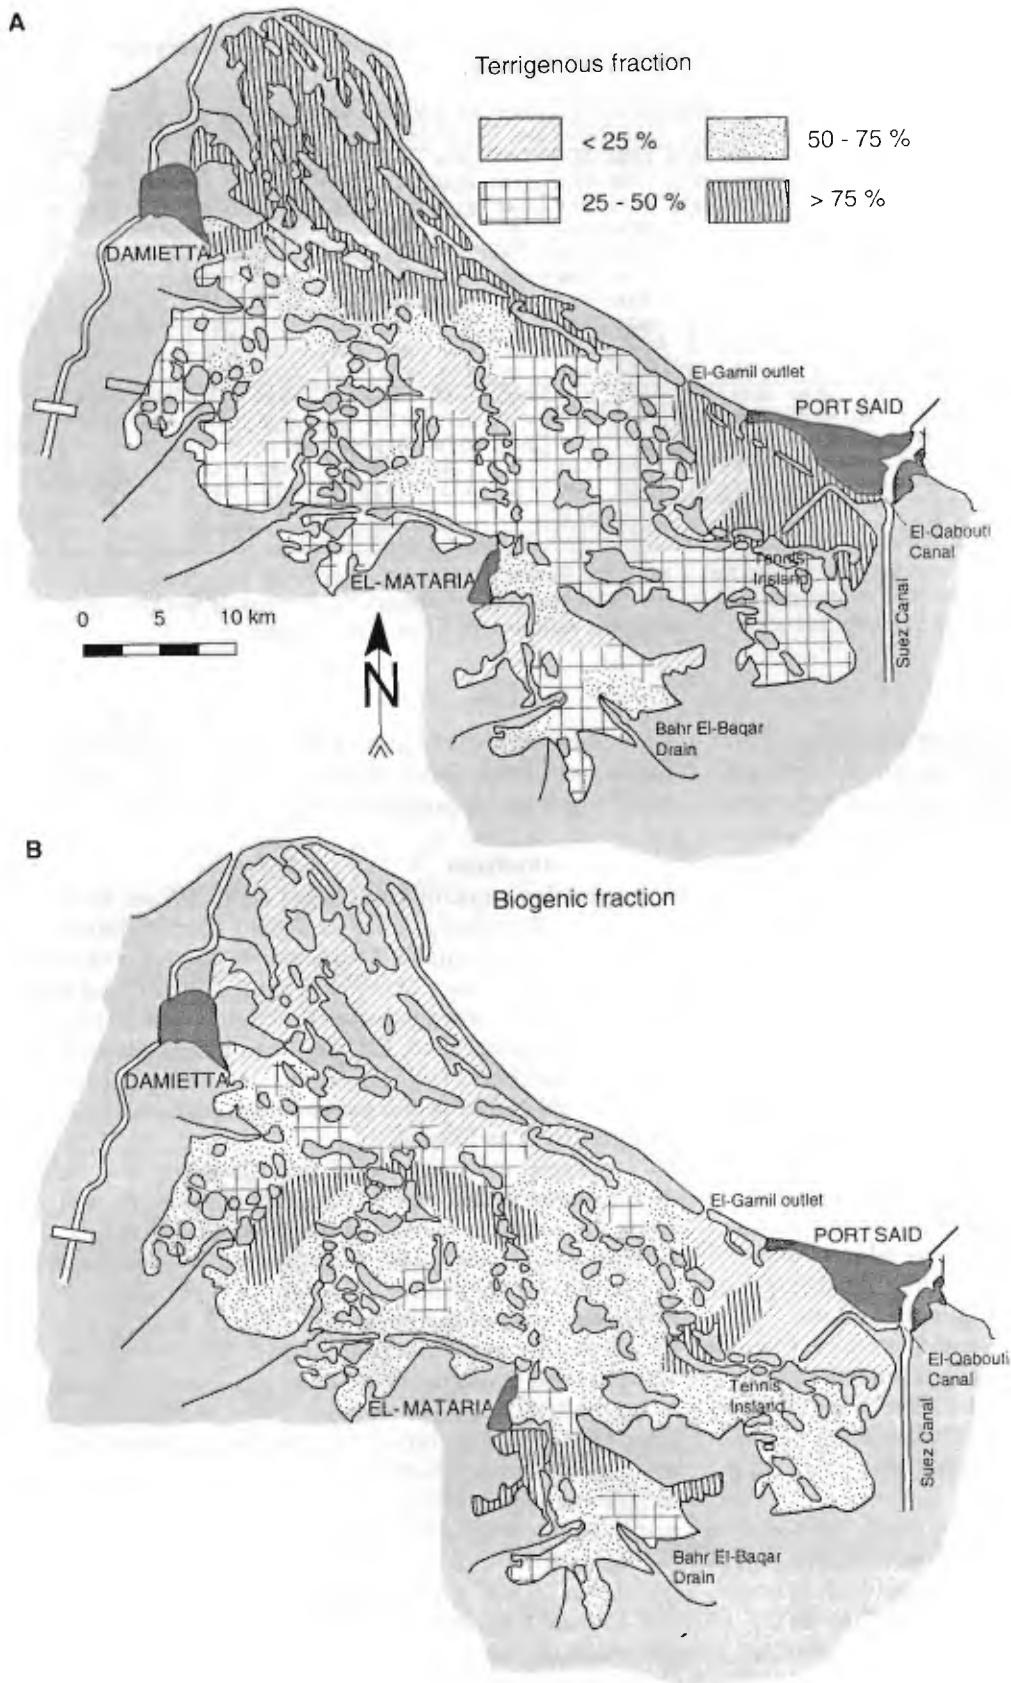 A
Terrigenous fraction
< 25 %
50 - 75 %
25 - 50 %
> 75 %
DAMIETTA
El-Gamil outlet
PORT SAID
El-Qabouti
Canal
Tennis
Insland
EL-MATARIA
0 5 10 km
N
Suez Canal
Bahr El-Baqar
Drain
B
Biogenic fraction
DAMIETTA
El-Gamil outlet
PORT SAID
El-Qabouti
Canal
Tennis
Insland
EL-MATARIA
Suez Canal
Bahr El-Baqar
Drain